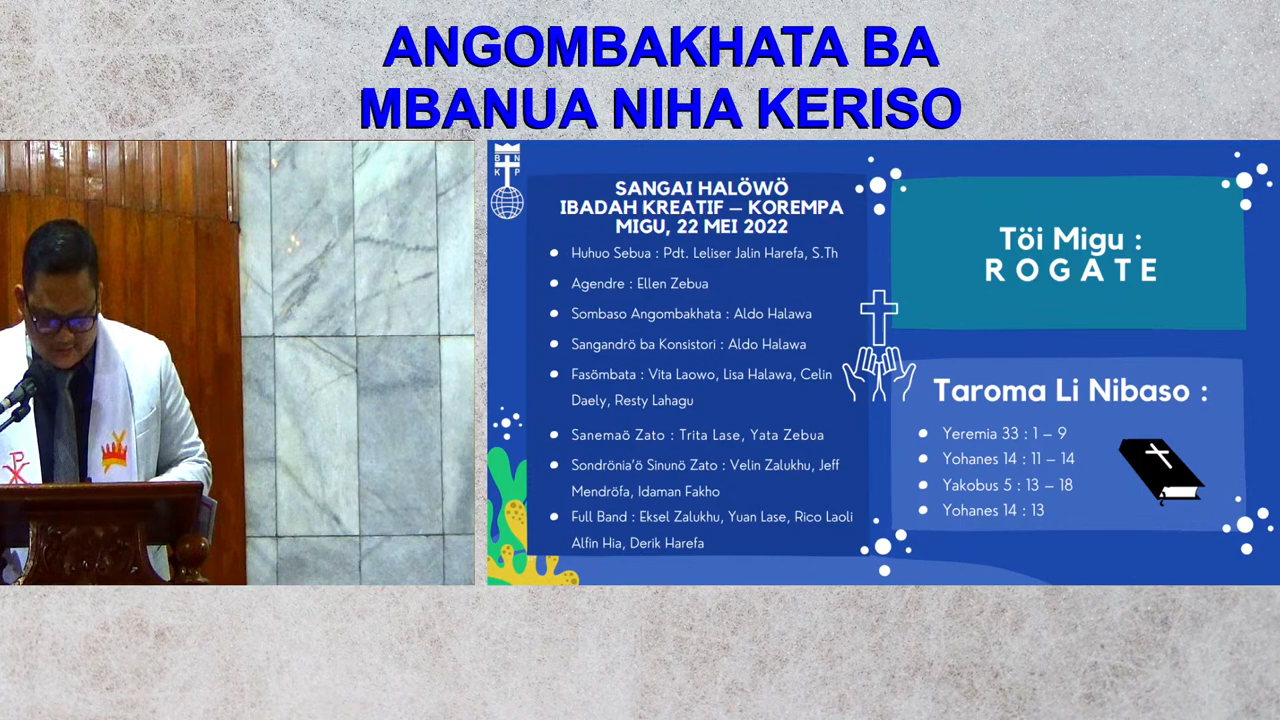 ANGOMBAKHATA BA
MBANUA NIHA KERISO
B N
K P
SANGAI HALÖWÖ
IBADAH KREATIF – KOREMPA
MIGU, 22 MEI 2022
Huhuo Sebua : Pdt. Leliser Jalin Harefa, S.Th
Agendre : Ellen Zebua
Sombaso Angombakhata : Aldo Halawa
Sangandrö ba Konsistori : Aldo Halawa
Fasömbata : Vita Laowo, Lisa Halawa, Celin
Daely, Resty Lahagu
Sanemaö Zato : Trita Lase, Yata Zebua
Sondrönia'ö Sinunö Zato : Velin Zalukhu, Jeff
Mendröfa, Idaman Fakho
Full Band : Eksel Zalukhu, Yuan Lase, Rico Laoli
Alfin Hia, Derik Harefa
Töi Migu :
ROGATE
Taroma Li Nibaso :
Yeremia 33 : 1 – 9
Yohanes 14 : 11 – 14
Yakobus 5 : 13 – 18
Yohanes 14 : 13